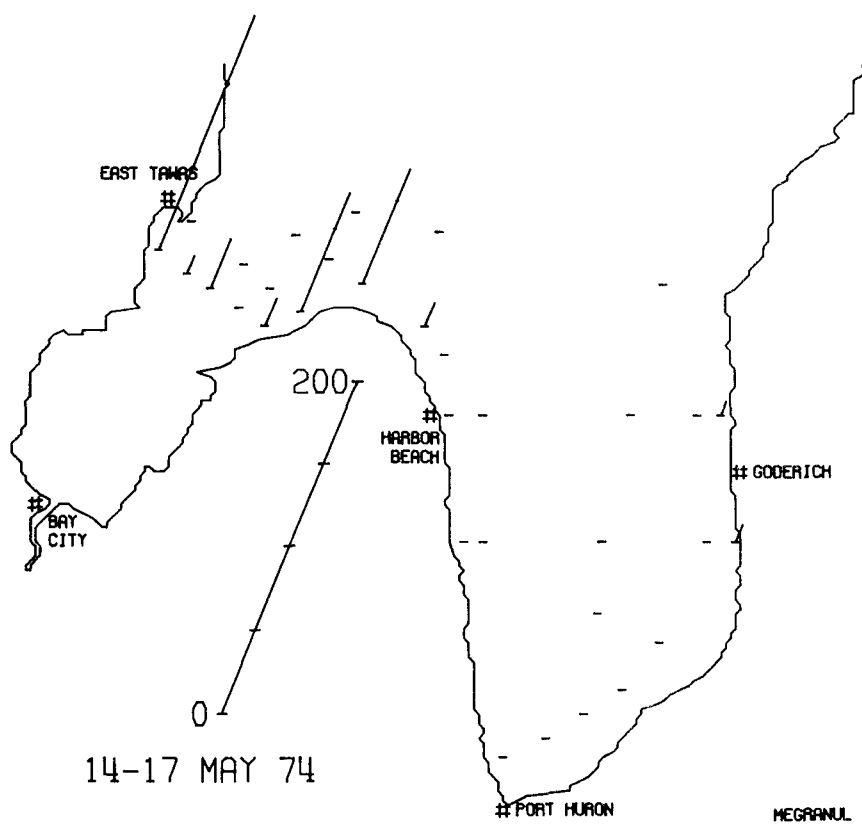 EAST TAWAS
200
HARBOR
BEACH
GODERICH
BAY
CITY
0
14-17 MAY 74
PORT HURON
MEGRANUL